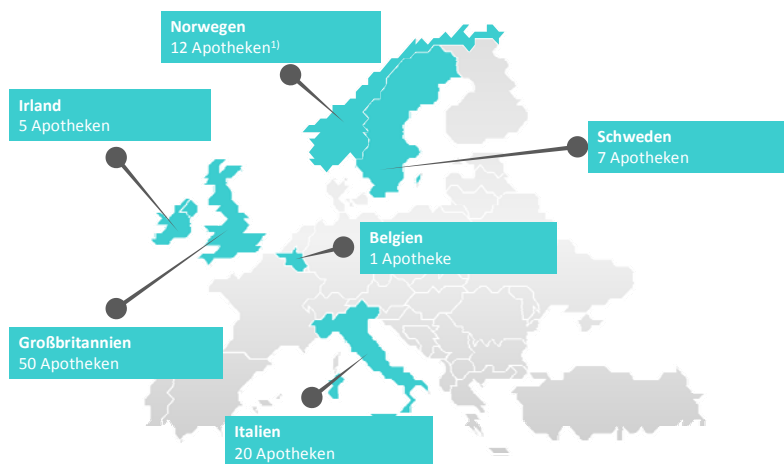 Norwegen
12 Apotheken1)
Irland
5 Apotheken
Schweden
7 Apotheken
Belgien
1 Apotheke
Großbritannien
50 Apotheken
Italien
20 Apotheken